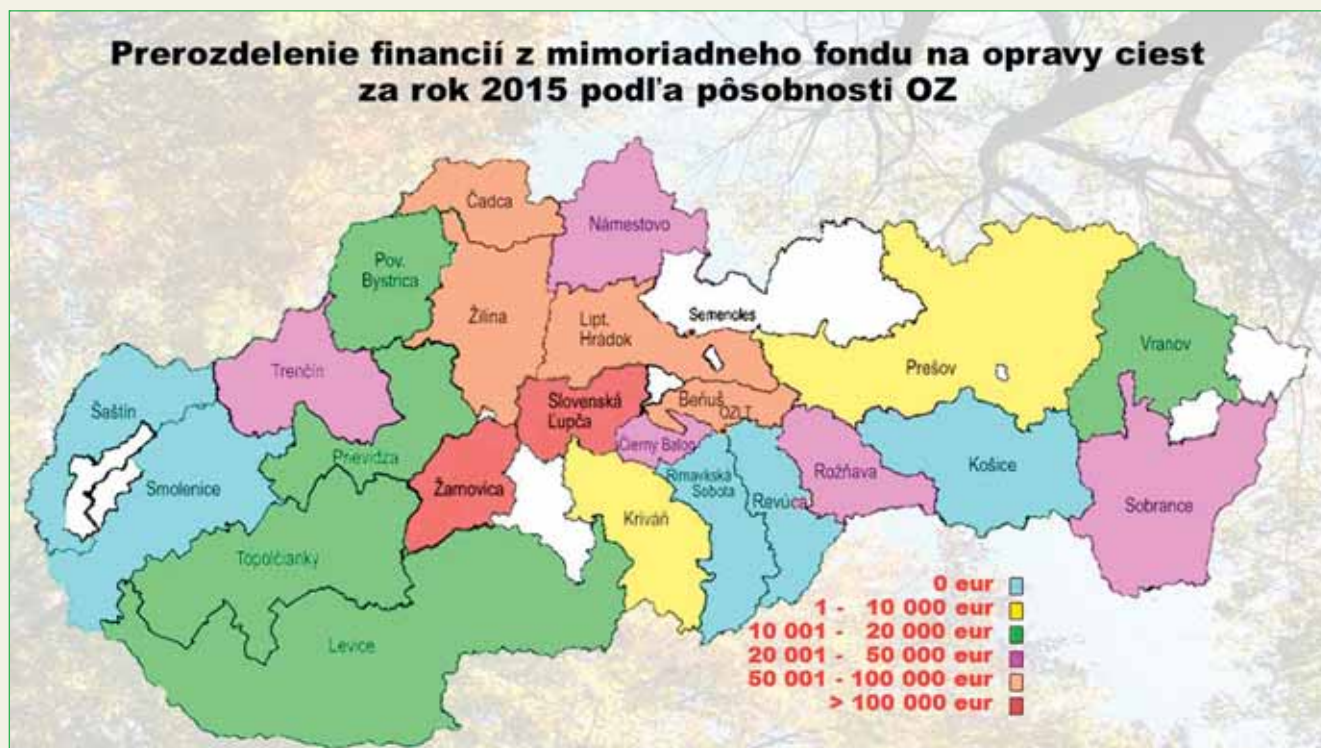 Prerozdelenie financií z mimoriadneho fondu na opravy ciest
za rok 2015 podľa pôsobnosti OZ
Čadca
Námestovo
Pov.
Bystrica
Žilina
Lipt.
Hrádok
Semenoles
Prešov
Vranov
Trenčín
Šaštín
Smolenice
Prievidza
Slovenská
Ľupča
Beňuš
OZLT
Čierny Balog
Žarnovica
Rimavkská
Sobota
Revúca
Rožňava
Košice
Sobrance
Kriváň
Topolčianky
Levice
0 eur
1 - 10 000 eur
10 001 - 20 000 eur
20 001 - 50 000 eur
50 001 - 100 000 eur
> 100 000 eur